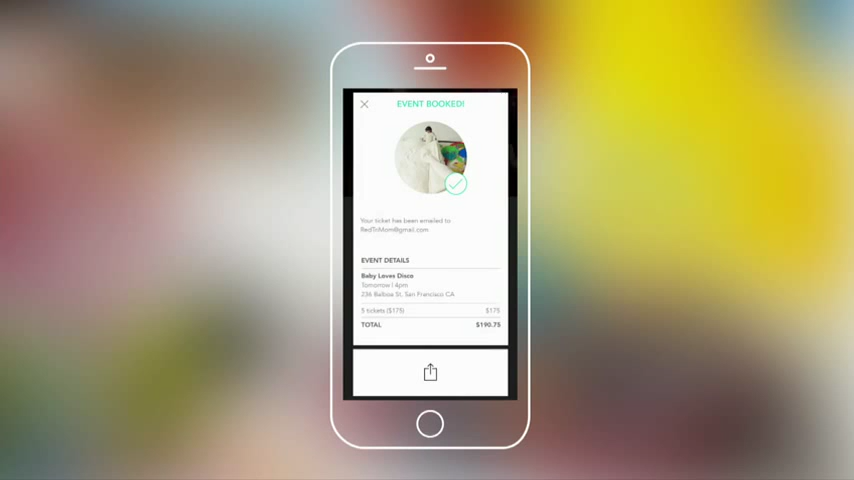 EVENT BOOKED!
Your ticket has been emailed to
RedTriMom@gmail.com
EVENT DETAILS
Baby Loves Disco
Tomorrow | 4pm
236 Balboa St, San Francisco CA
5 tickets ($175) $175
TOTAL $190.75